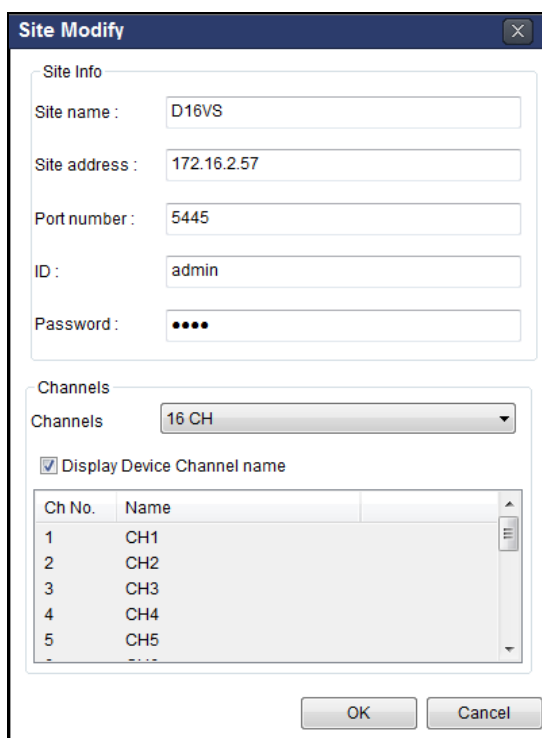 Site Modify
Site Info
Site name : D16VS
Site address : 172.16.2.57
Port number : 5445
ID : admin
Password : ••••
Channels
Channels 16 CH
Display Device Channel name
Ch No. Name
1 CH1
2 CH2
3 CH3
4 CH4
5 CH5
OK Cancel